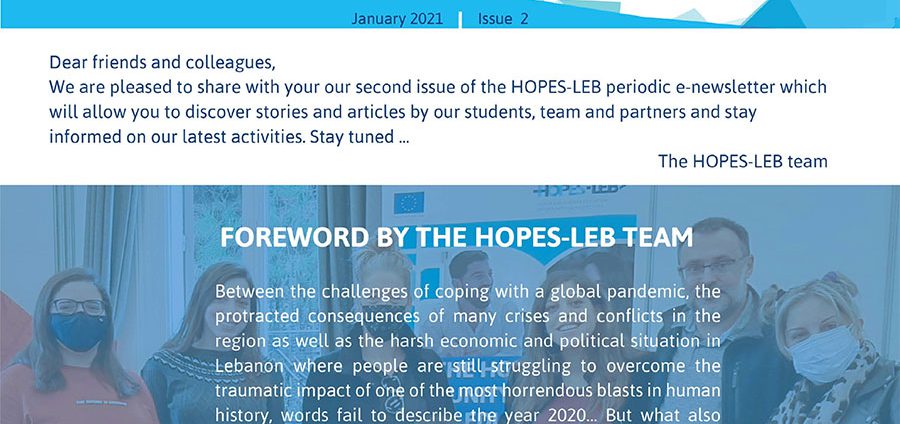 January 2021 | Issue 2
Dear friends and colleagues,
We are pleased to share with your our second issue of the HOPES-LEB periodic e-newsletter which
will allow you to discover stories and articles by our students, team and partners and stay
informed on our latest activities. Stay tuned ...
The HOPES-LEB team
HOPES-LEB
FOREWORD BY THE HOPES-LEB TEAM
Between the challenges of coping with a global pandemic, the
protracted consequences of many crises and conflicts in the
region as well as the harsh economic and political situation in
Lebanon where people are still struggling to overcome the
traumatic impact of one of the most horrendous blasts in human
history, words fail to describe the year 2020... But what also